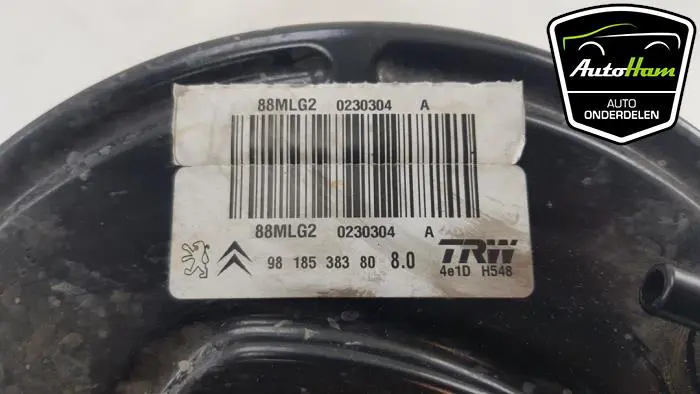 88MLG2 0230304 A
88MLG2 0230304 A
98 185 383 80 8.0
TRW
4e1D H548
AutoHam
AUTO
ONDERDELEN